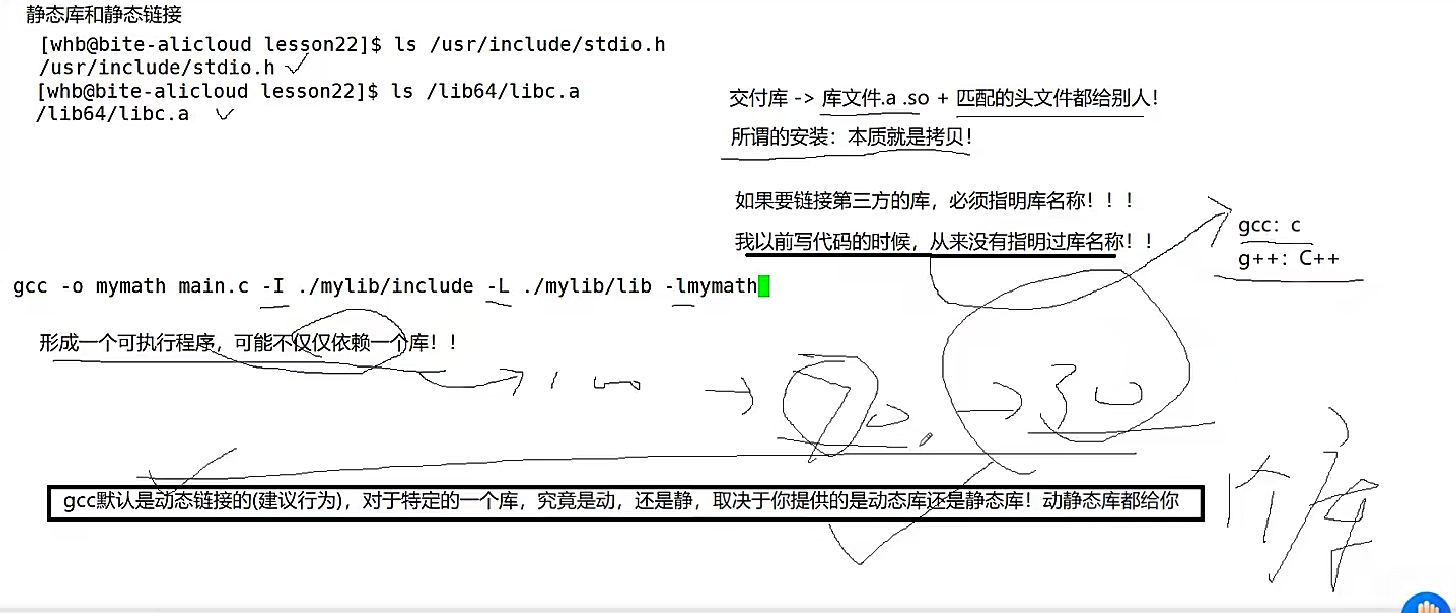 静态库和静态链接
[whb@bite-alicloud lesson22]$ ls /usr/include/stdio.h
/usr/include/stdio.h
[whb@bite-alicloud lesson22]$ ls /lib64/libc.a
/lib64/libc.a
交付库 -> 库文件.a .so + 匹配的头文件都给别人！
所谓的安装：本质就是拷贝！
如果要链接第三方的库，必须指明库名称！！！
我以前写代码的时候，从来没有指明过库名称！！
gcc：c
g++：C++
gcc -o mymath main.c -I ./mylib/include -L ./mylib/lib -lmymath
形成一个可执行程序，可能不仅仅依赖一个库！！
100
70
30
个库
gcc默认是动态链接的(建议行为)，对于特定的一个库，究竟是动，还是静，取决于你提供的是动态库还是静态库！动静态库都给你